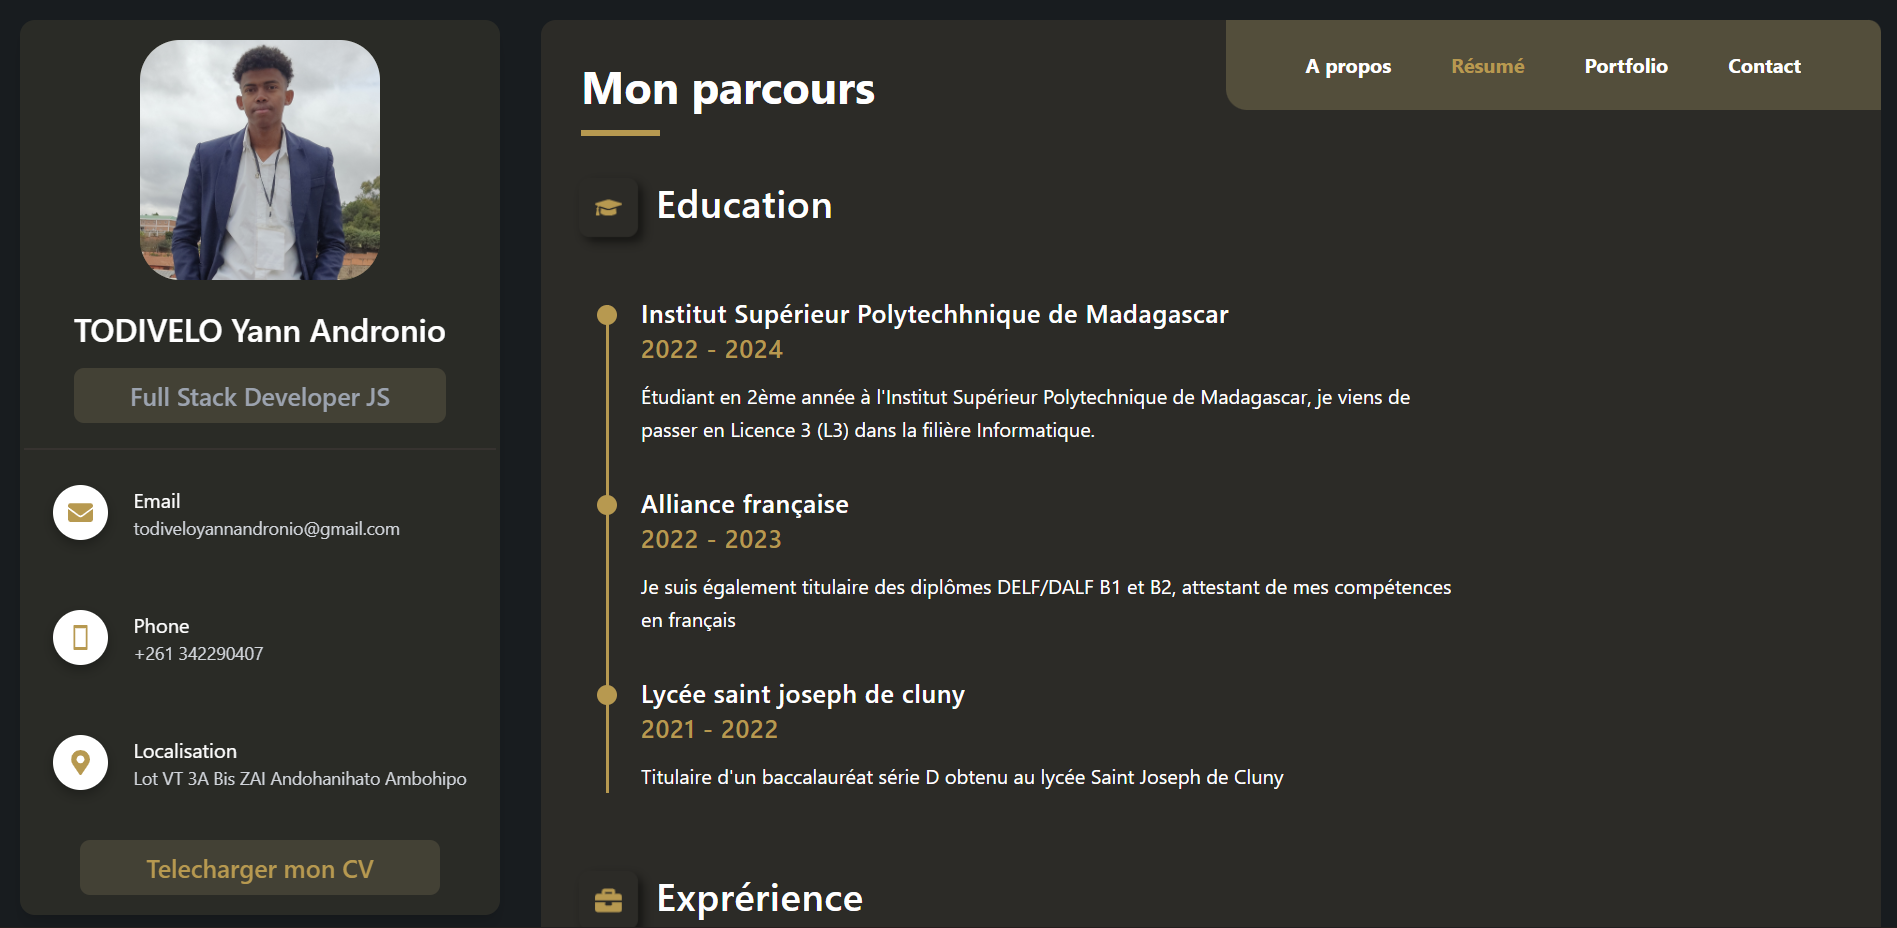 TODIVELO Yann Andronio
Full Stack Developer JS
Email
todiveloyannandronio@gmail.com
Phone
+261 342290407
Localisation
Lot VT 3A Bis ZAI Andohanihato Ambohipo
Telecharger mon CV
A propos Résumé Portfolio Contact
Mon parcours
Education
Institut Supérieur Polytechhnique de Madagascar
2022 - 2024
Étudiant en 2ème année à l'Institut Supérieur Polytechnique de Madagascar, je viens de
passer en Licence 3 (L3) dans la filière Informatique.
Alliance française
2022 - 2023
Je suis également titulaire des diplômes DELF/DALF B1 et B2, attestant de mes compétences
en français
Lycée saint joseph de cluny
2021 - 2022
Titulaire d'un baccalauréat série D obtenu au lycée Saint Joseph de Cluny
Exprérience